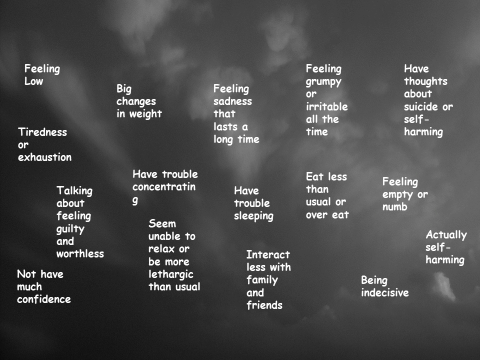 Feeling
Low
Big
changes
in weight
Feeling
sadness
that
lasts a
long time
Feeling
grumpy
or
irritable
all the
time
Have
thoughts
about
suicide or
self-
harming
Tiredness
or
exhaustion
Talking
about
feeling
guilty
and
worthless
Have trouble
concentratin
g
Have
trouble
sleeping
Eat less
than
usual or
over eat
Feeling
empty or
numb
Seem
unable to
relax or
be more
lethargic
than usual
Actually
self-
harming
Not have
much
confidence
Interact
less with
family
and
friends
Being
indecisive